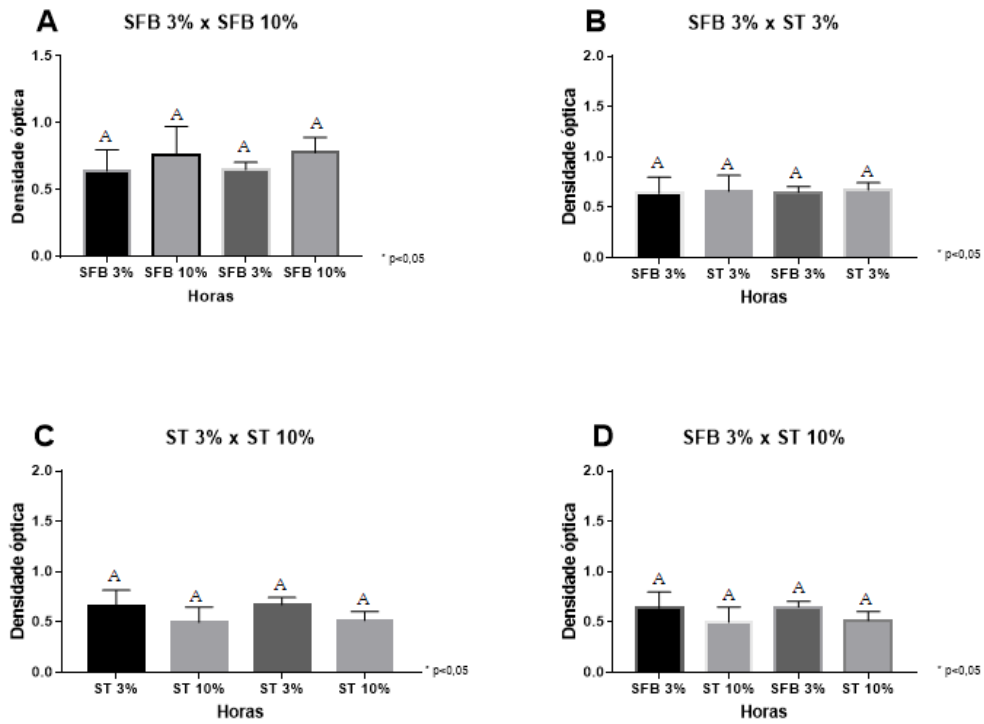 A
SFB 3% x SFB 10%
Densidade óptica
1.5
1.0
0.5
0.0
A
A
A
A
SFB 3% SFB 10% SFB 3% SFB 10%
Horas
* p<0,05
B
SFB 3% x ST 3%
Densidade óptica
2.0
1.5
1.0
0.5
0.0
A
A
A
A
SFB 3% ST 3% SFB 3% ST 3%
Horas
* p<0,05
C
ST 3% x ST 10%
Densidade óptica
2.0
1.5
1.0
0.5
0.0
A
A
A
A
ST 3% ST 10% ST 3% ST 10%
Horas
* p<0,05
D
SFB 3% x ST 10%
Densidade óptica
2.0
1.5
1.0
0.5
0.0
A
A
A
A
SFB 3% ST 10% SFB 3% ST 10%
Horas
* p<0,05